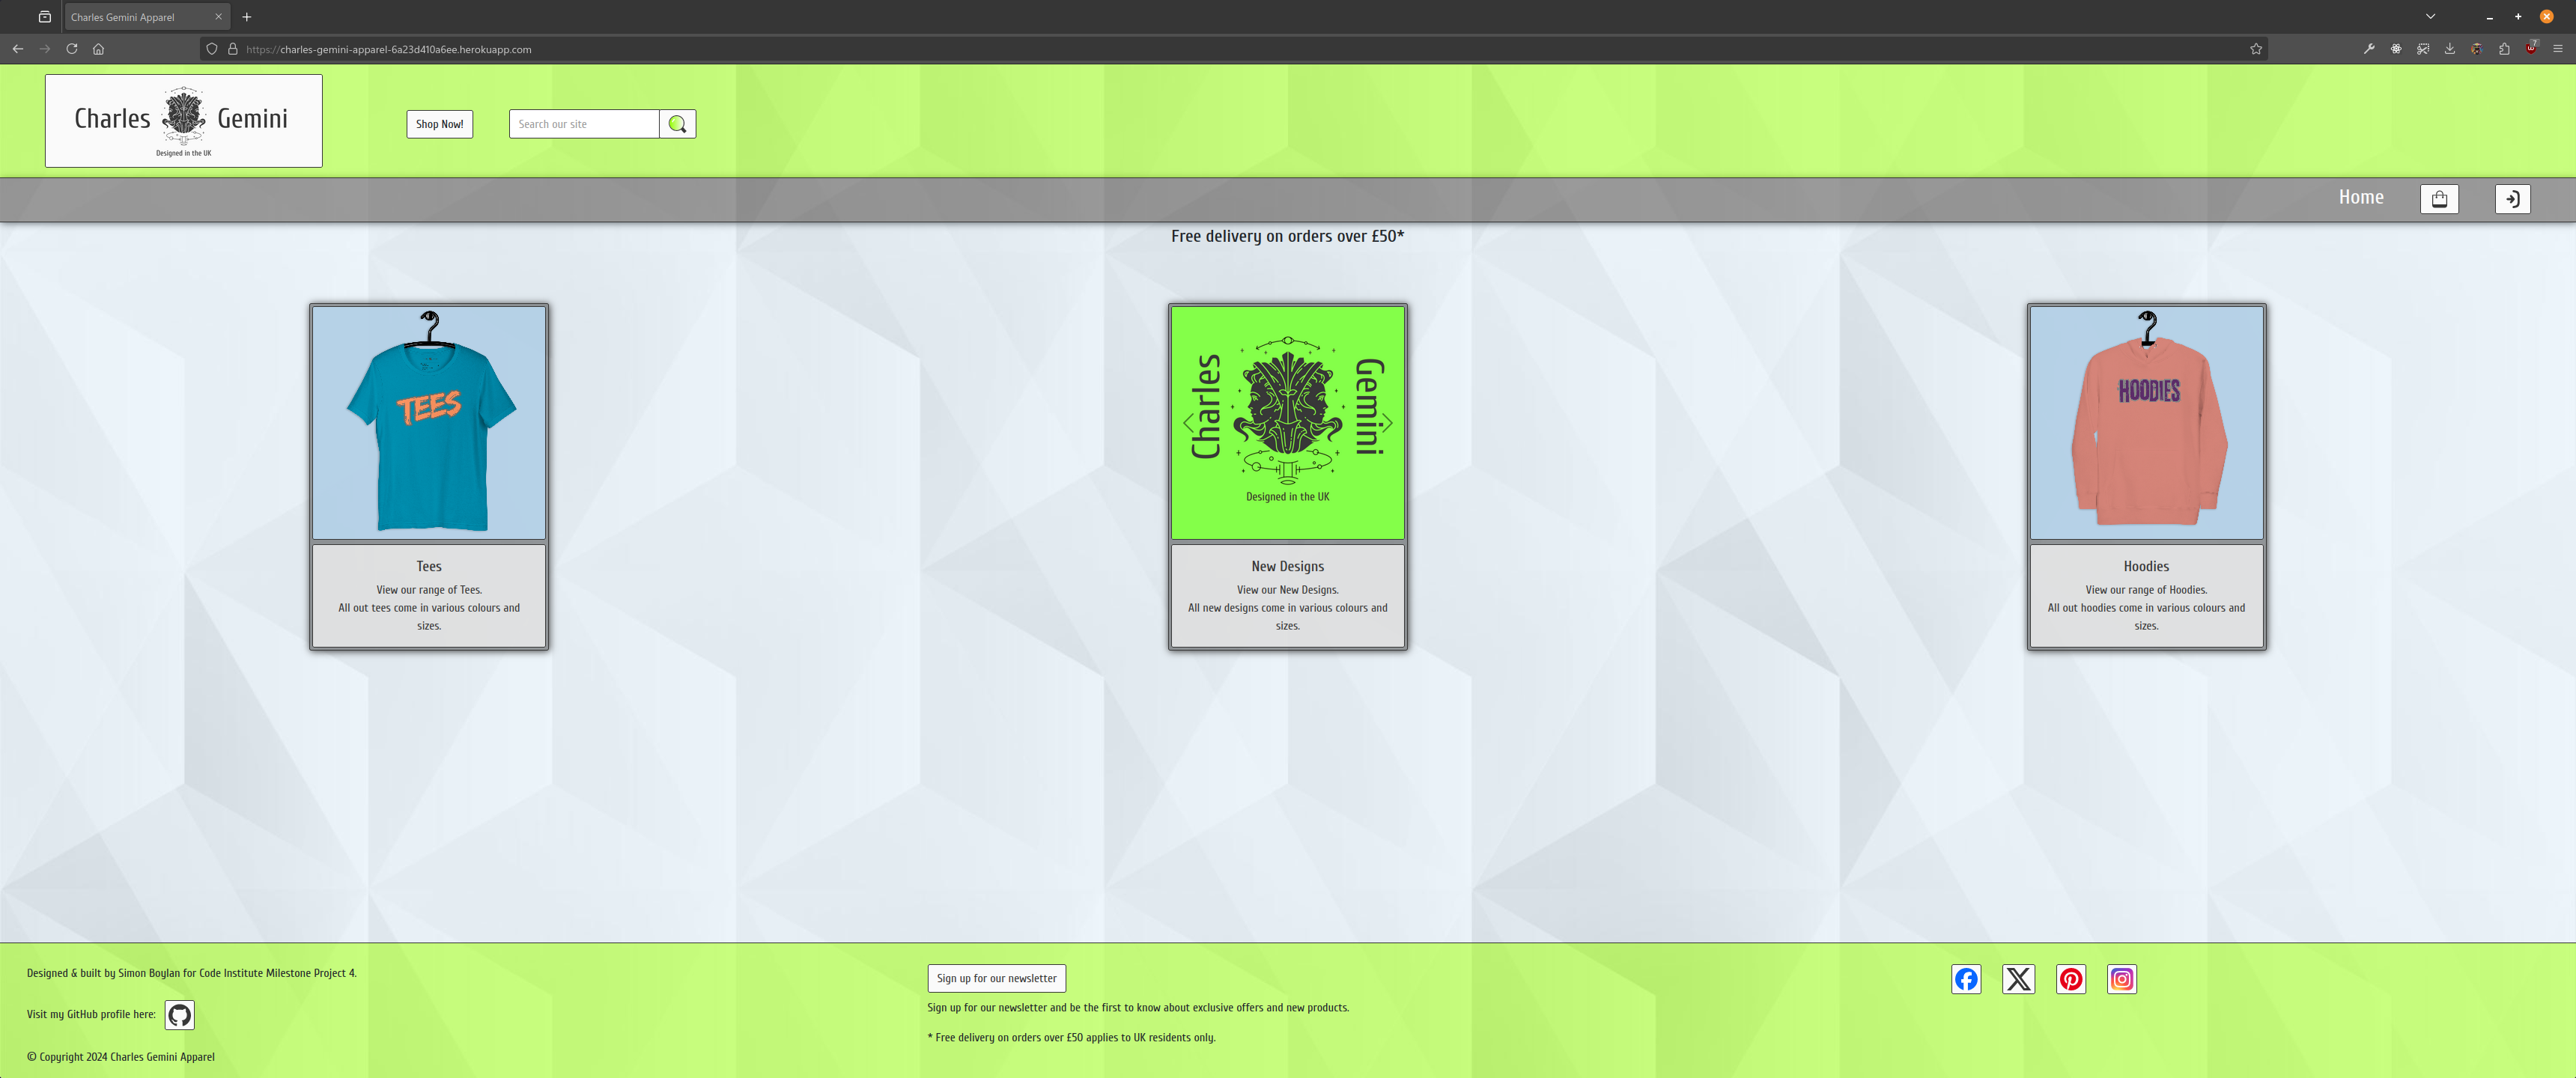 Charles Gemini Apparel
https://charles-gemini-apparel-6a23d410a6ee.herokuapp.com
7
Charles Gemini
Designed in the UK
Shop Now!
Search our site
Home
Free delivery on orders over £50*
TEES
Charles
Gemini
Designed in the UK
HOODIES
Tees
View our range of Tees.
All out tees come in various colours and
sizes.
New Designs
View our New Designs.
All new designs come in various colours and
sizes.
Hoodies
View our range of Hoodies.
All out hoodies come in various colours and
sizes.
Designed & built by Simon Boylan for Code Institute Milestone Project 4.
Visit my GitHub profile here:
© Copyright 2024 Charles Gemini Apparel
Sign up for our newsletter
Sign up for our newsletter and be the first to know about exclusive offers and new products.
* Free delivery on orders over £50 applies to UK residents only.